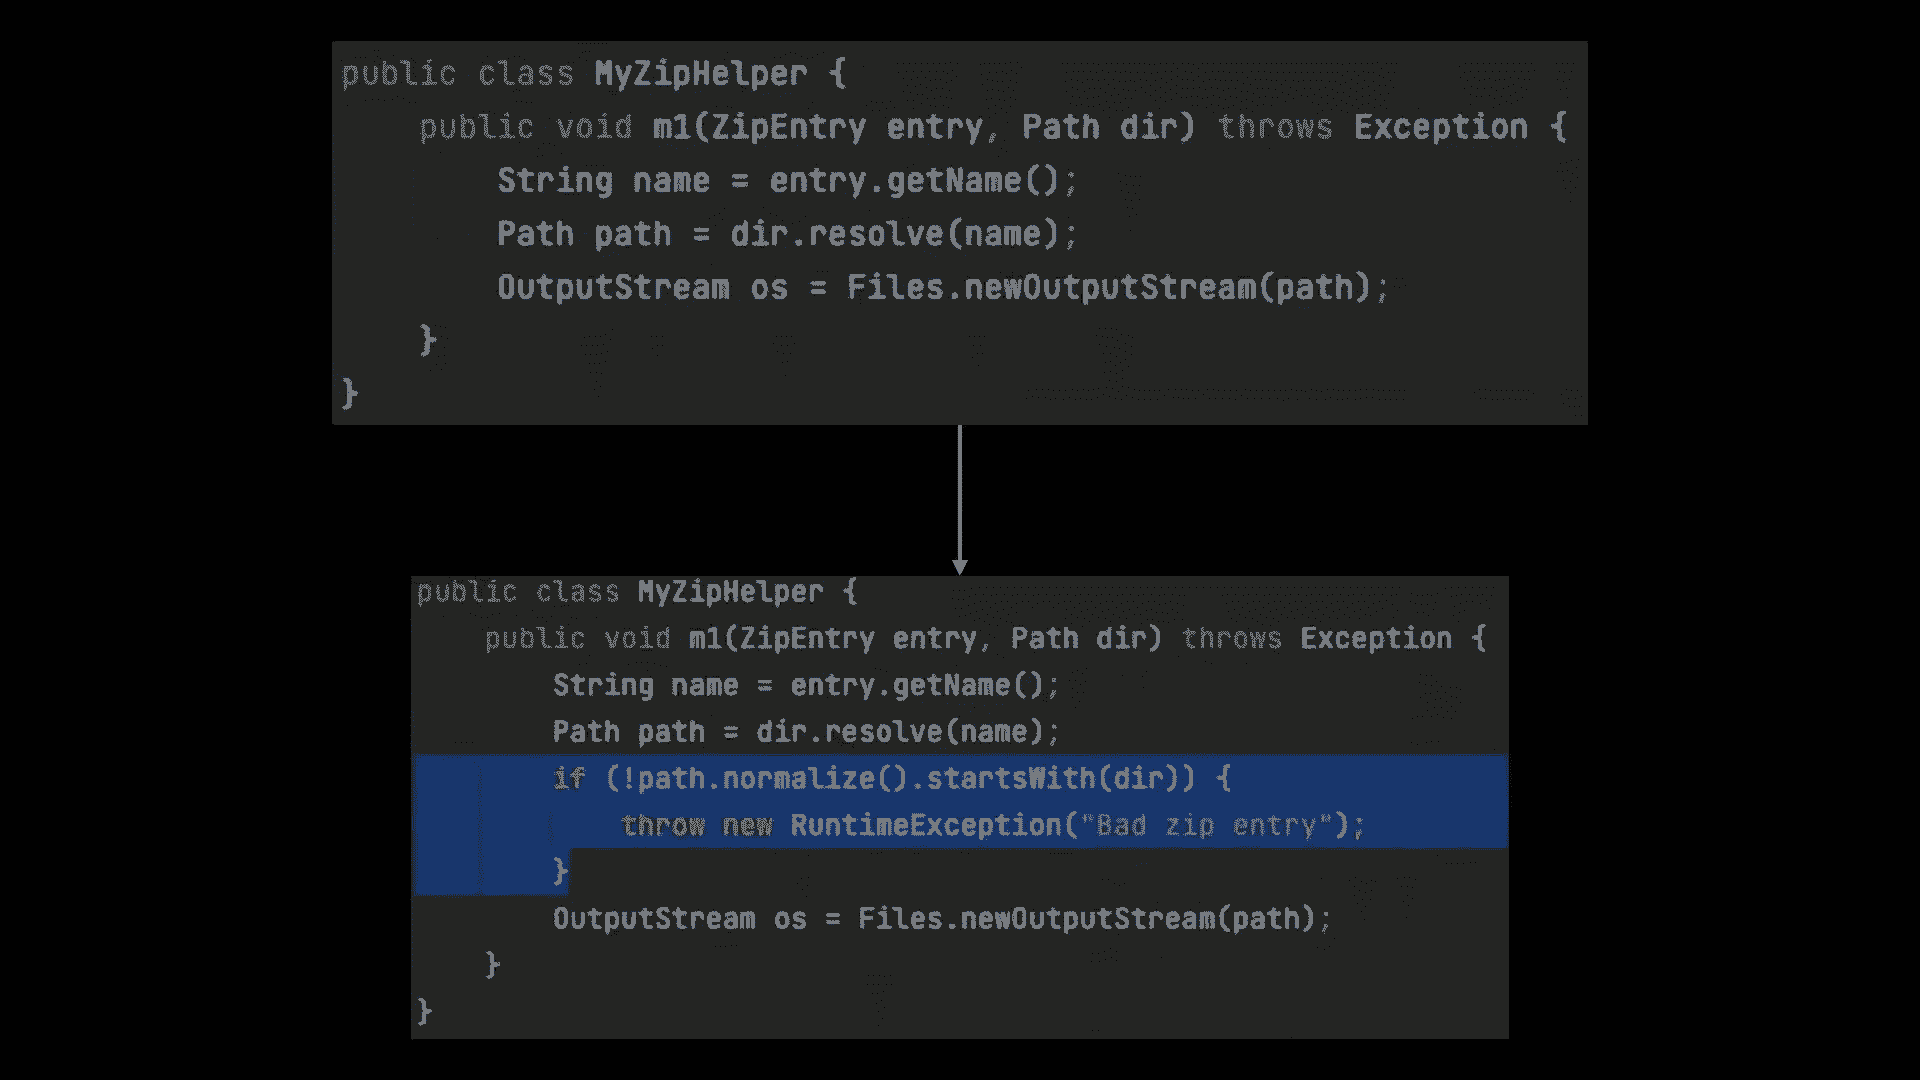 public class MyZipHelper {
public void m1(ZipEntry entry, Path dir) throws Exception {
String name = entry.getName();
Path path = dir.resolve(name);
OutputStream os = Files.newOutputStream(path);
}
}
public class MyZipHelper {
public void m1(ZipEntry entry, Path dir) throws Exception {
String name = entry.getName();
Path path = dir.resolve(name);
if (!path.normalize().startsWith(dir)) {
throw new RuntimeException("Bad zip entry");
}
OutputStream os = Files.newOutputStream(path);
}
}